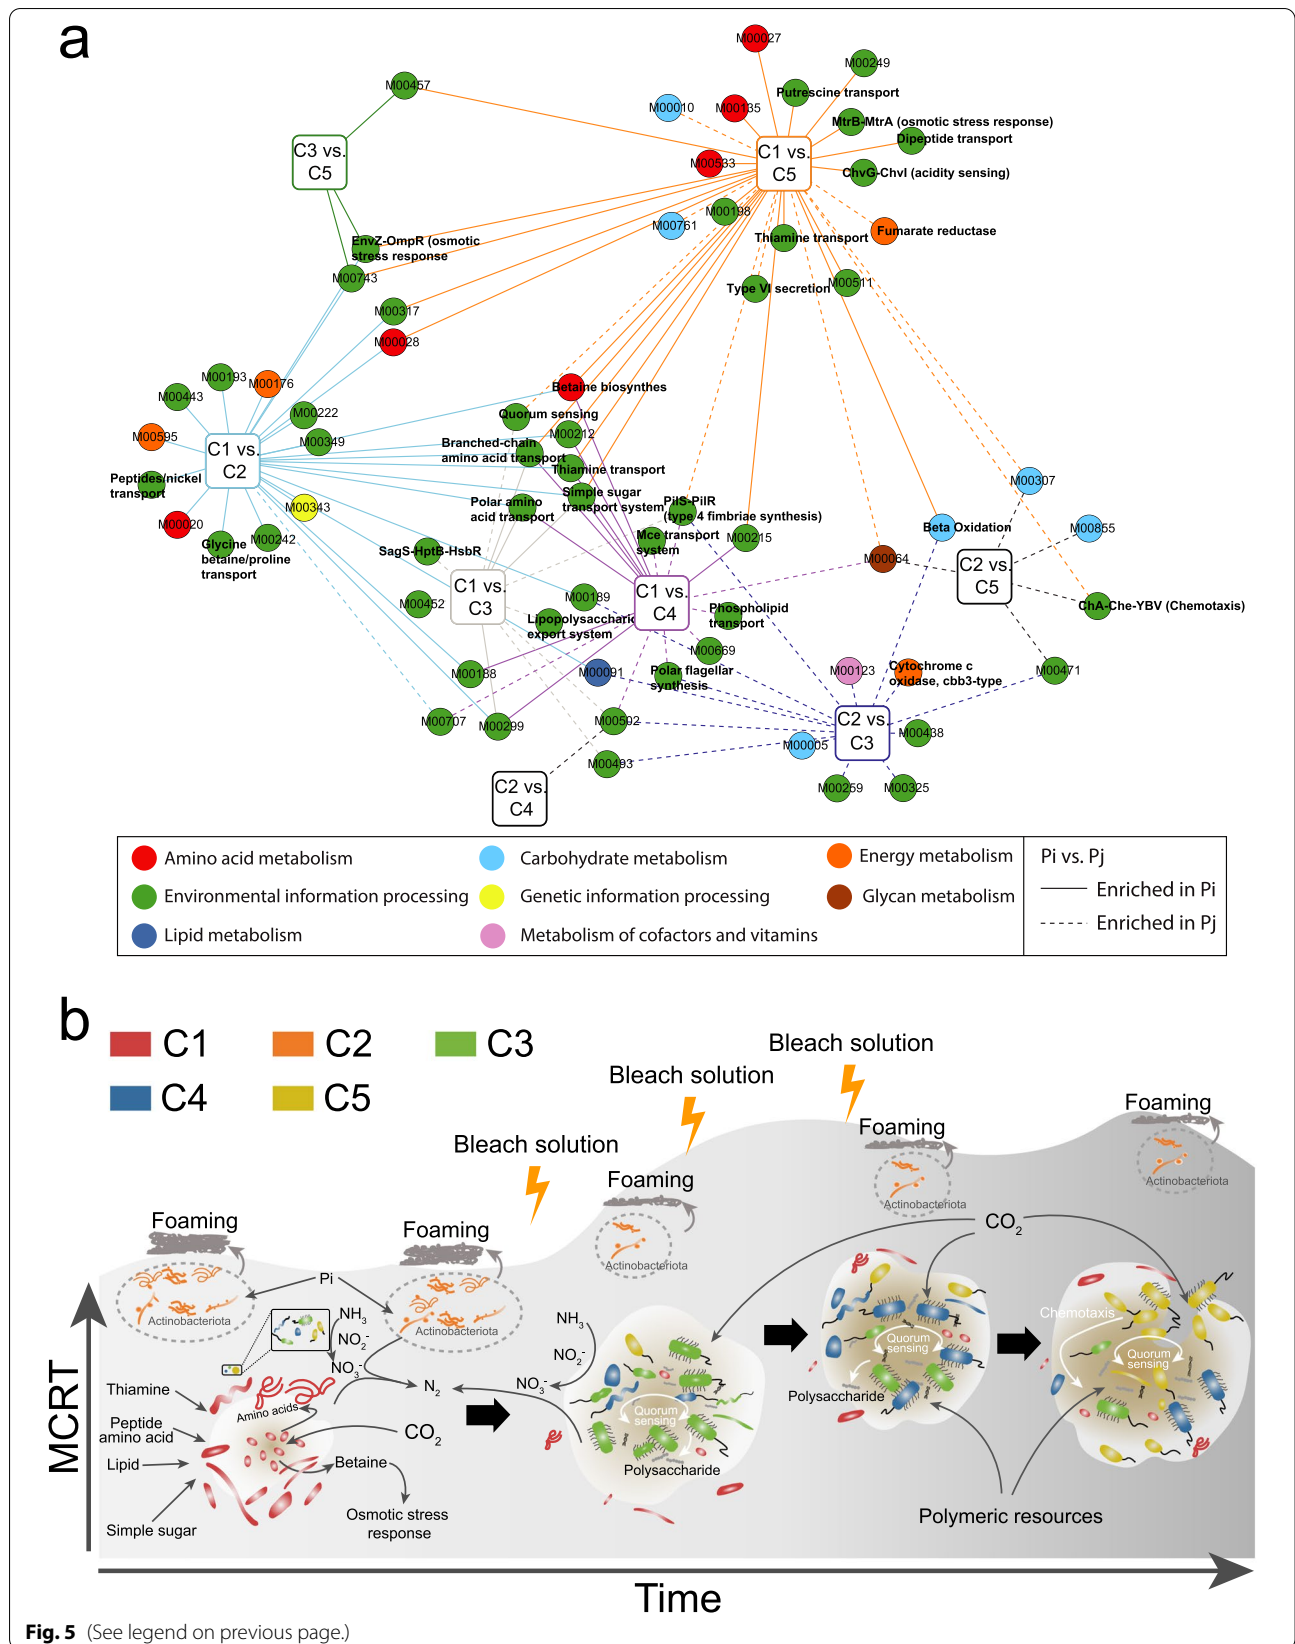 a
M00027
M00249
M00457
Putrescine transport
M00010
M00135
MtrB-MtrA (osmotic stress response)
Dipeptide transport
C3 vs.
C5
C1 vs.
C5
M00533
ChvG-ChvI (acidity sensing)
M00198
M00761
Thiamine transport
Fumarate reductase
EnvZ-OmpR (osmotic
stress response
M00743
Type VI secretion
M00511
M00317
M00028
M00193
M00176
M00443
Betaine biosynthes
M00222
Quorum sensing
M00595
M00349
M00212
C1 vs.
C2
Branched-chain
amino acid transport
Thiamine transport
Peptides/nickel
transport
M00307
M00343
Simple sugar
transport system
Polar amino
acid transport
PilS-PilR
(type 4 fimbriae synthesis)
M00020
Beta Oxidation
M00855
Glycine
betaine/proline
transport
M00242
Mce transport
system
M00215
SagS-HptB-HsbR
M00064
C2 vs.
C5
C1 vs.
C3
C1 vs.
C4
M00452
M00189
Phospholipid
transport
ChA-Che-YBV (Chemotaxis)
Lipopolysaccharide
export system
M00669
M00188
M00091
Polar flagellar
synthesis
M00123
Cytochrome c
oxidase, cbb3-type
M00471
M00707
M00299
M00592
C2 vs.
C3
M00438
M00005
M00493
C2 vs.
C4
M00259
M00325
Amino acid metabolism
Carbohydrate metabolism
Energy metabolism
Environmental information processing
Genetic information processing
Glycan metabolism
Lipid metabolism
Metabolism of cofactors and vitamins
Pi vs. Pj
Enriched in Pi
Enriched in Pj
b
C1
C2
C3
C4
C5
Bleach solution
Bleach solution
Bleach solution
Foaming
Foaming
Foaming
Foaming
Foaming
Actinobacteriota
Actinobacteriota
Actinobacteriota
Actinobacteriota
Actinobacteriota
Pi
NH3
NO2-
NO3-
N2
Thiamine
Peptide
amino acid
Lipid
Simple sugar
Amino acids
CO2
Betaine
Osmotic stress
response
NH3
NO2-
NO3-
Quorum
sensing
Polysaccharide
CO2
Quorum
sensing
Polysaccharide
Chemotaxis
Quorum
sensing
Polymeric resources
MCRT
Time
Fig. 5 (See legend on previous page.)